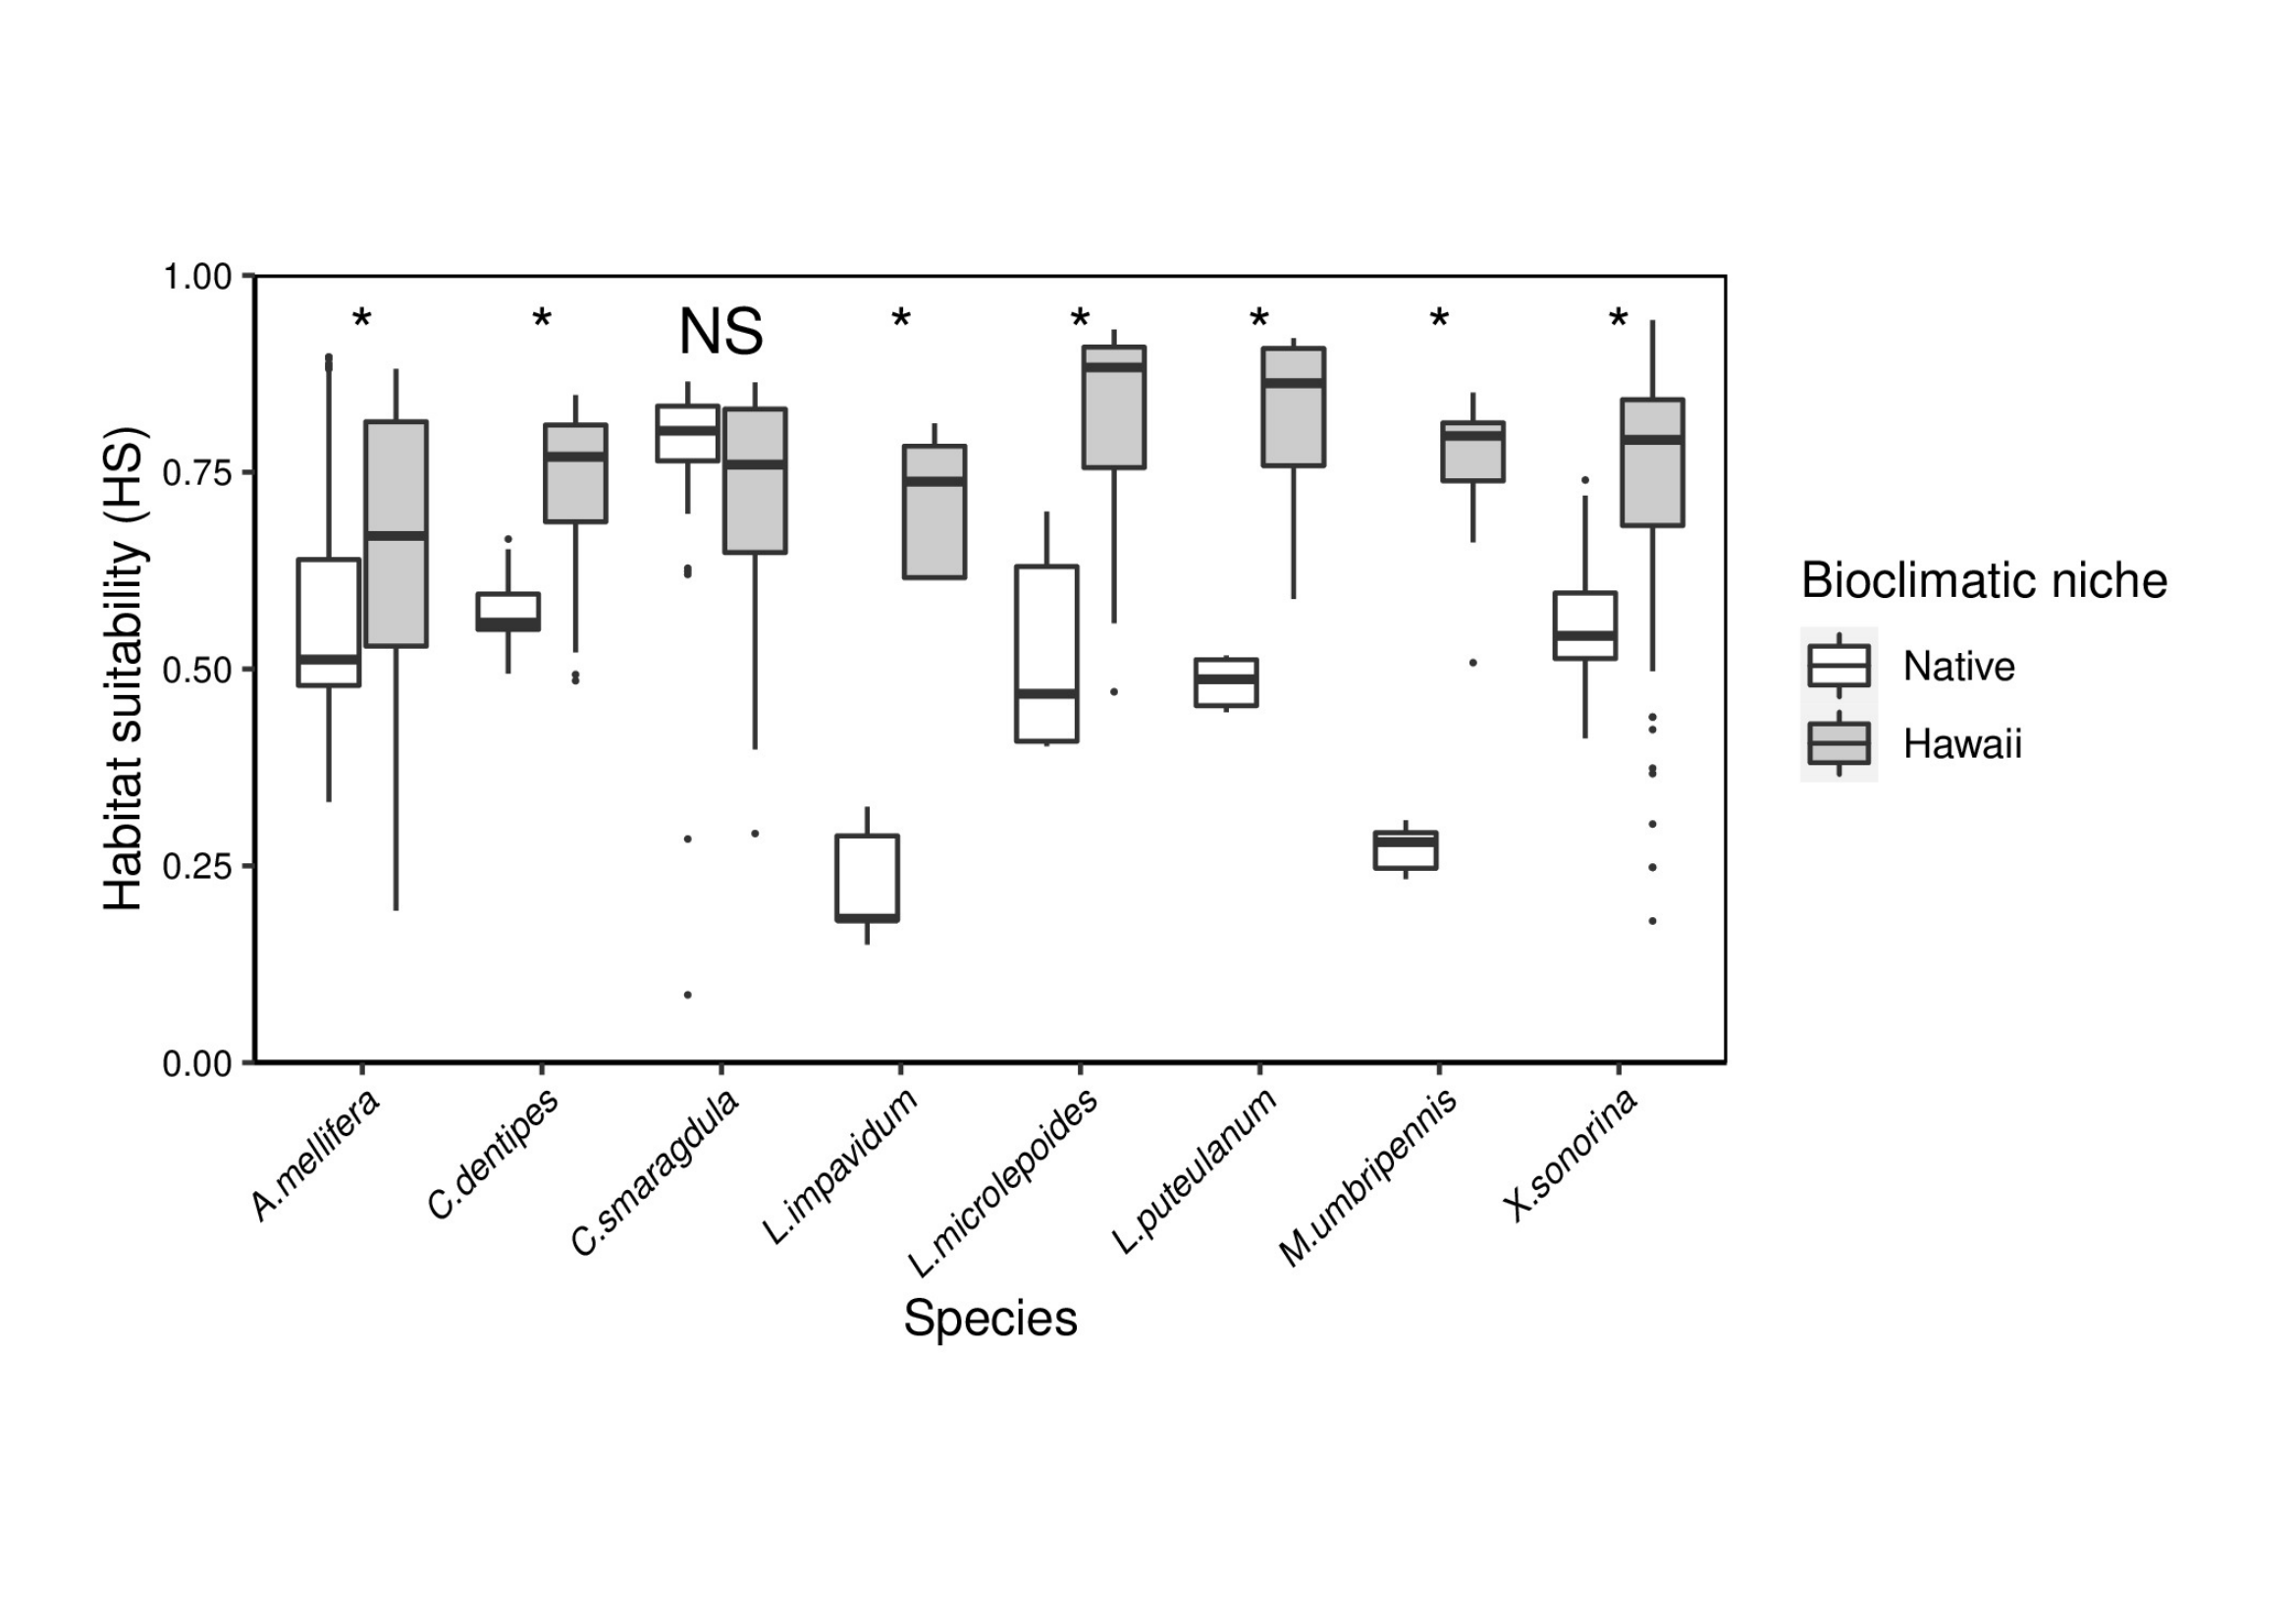 1.00
0.75
0.50
0.25
0.00
Habitat suitability (HS)
* * NS * * * * *
A.mellifera
C.dentipes
C.smaragdula
L.impavidum
L.microlepoides
L.puteulanum
M.umbripennis
X.sonorina
Species
Bioclimatic niche
Native
Hawaii